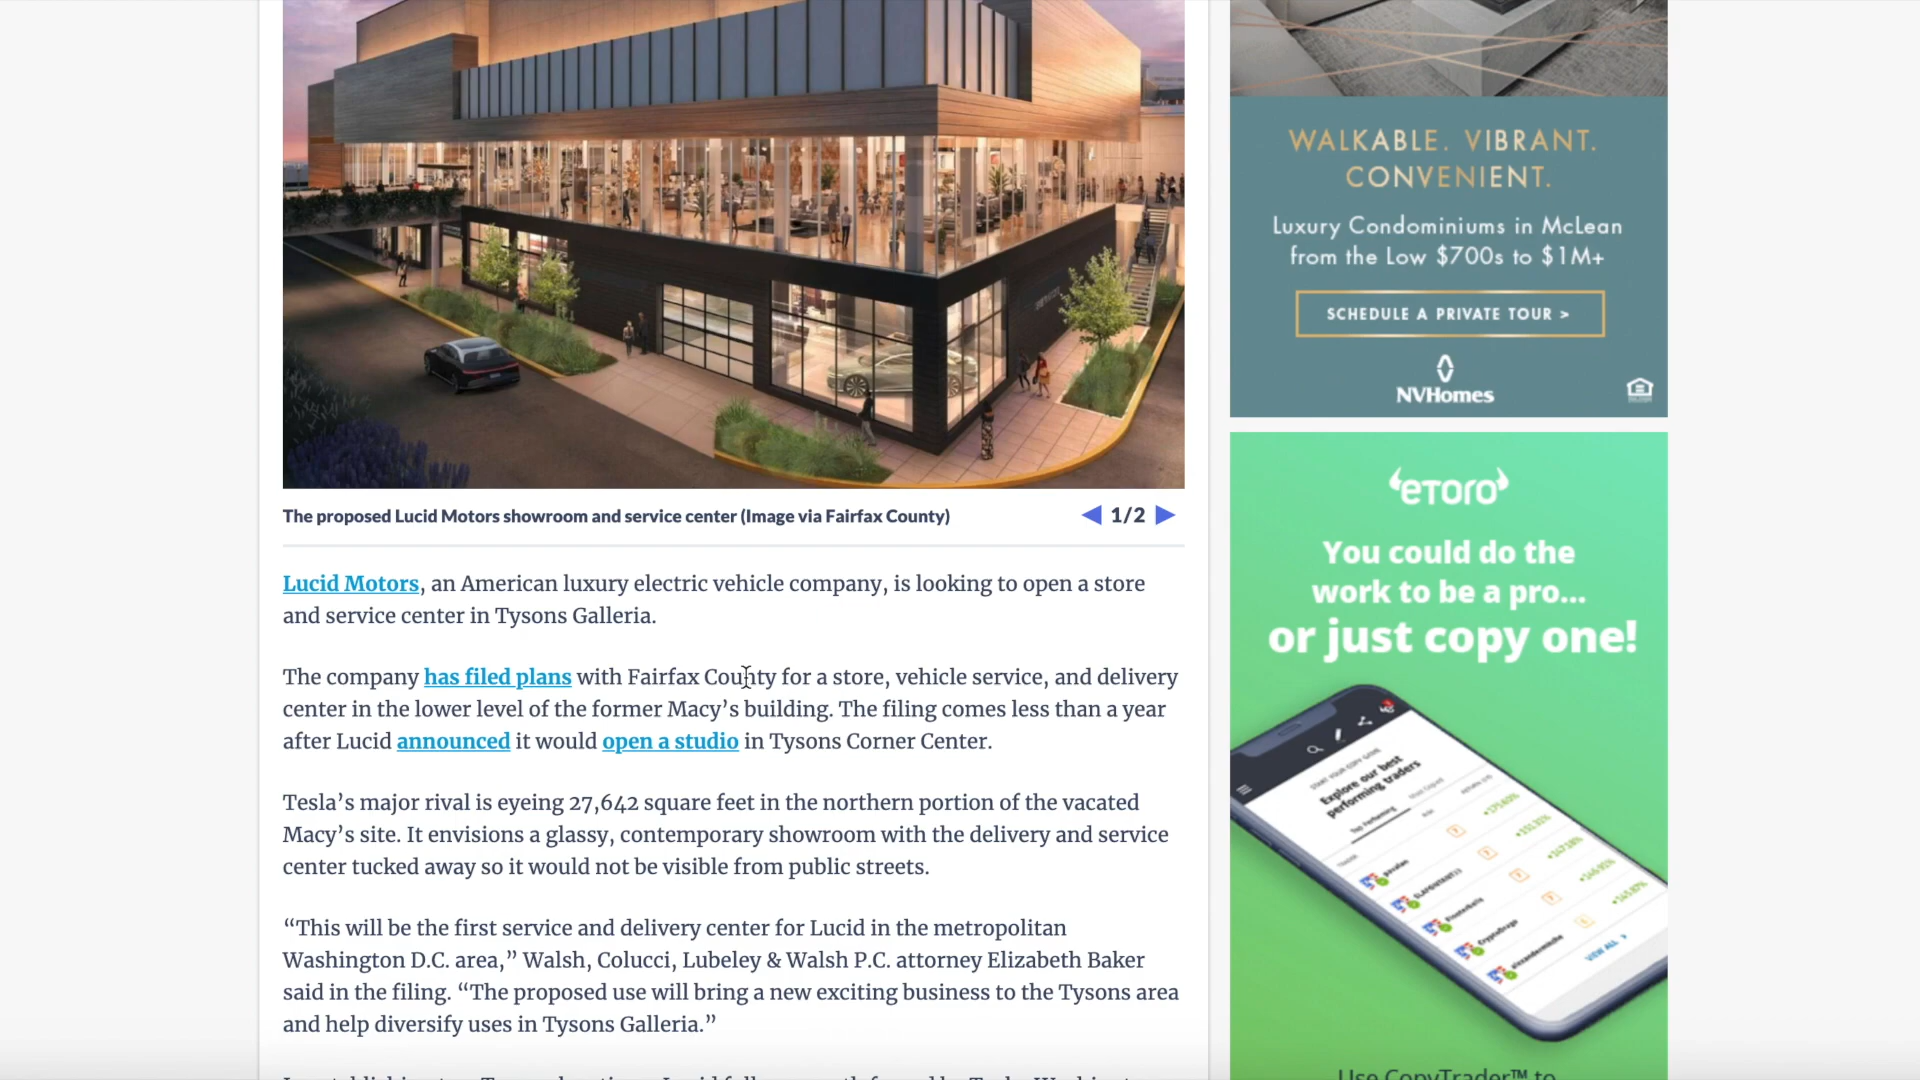 The proposed Lucid Motors showroom and service center (Image via Fairfax County)
1/2
Lucid Motors, an American luxury electric vehicle company, is looking to open a store
and service center in Tysons Galleria.
The company has filed plans with Fairfax County for a store, vehicle service, and delivery
center in the lower level of the former Macy’s building. The filing comes less than a year
after Lucid announced it would open a studio in Tysons Corner Center.
Tesla’s major rival is eyeing 27,642 square feet in the northern portion of the vacated
Macy’s site. It envisions a glassy, contemporary showroom with the delivery and service
center tucked away so it would not be visible from public streets.
“This will be the first service and delivery center for Lucid in the metropolitan
Washington D.C. area,” Walsh, Colucci, Lubeley & Walsh P.C. attorney Elizabeth Baker
said in the filing. “The proposed use will bring a new exciting business to the Tysons area
and help diversify uses in Tysons Galleria.”
WALKABLE. VIBRANT.
CONVENIENT.
Luxury Condominiums in McLean
from the Low $700s to $1M+
SCHEDULE A PRIVATE TOUR >
NVHomes
eToro
You could do the
work to be a pro...
or just copy one!
Explore our best
performing traders
Top Performing
VIEW ALL >
Use CopyTrader™ to